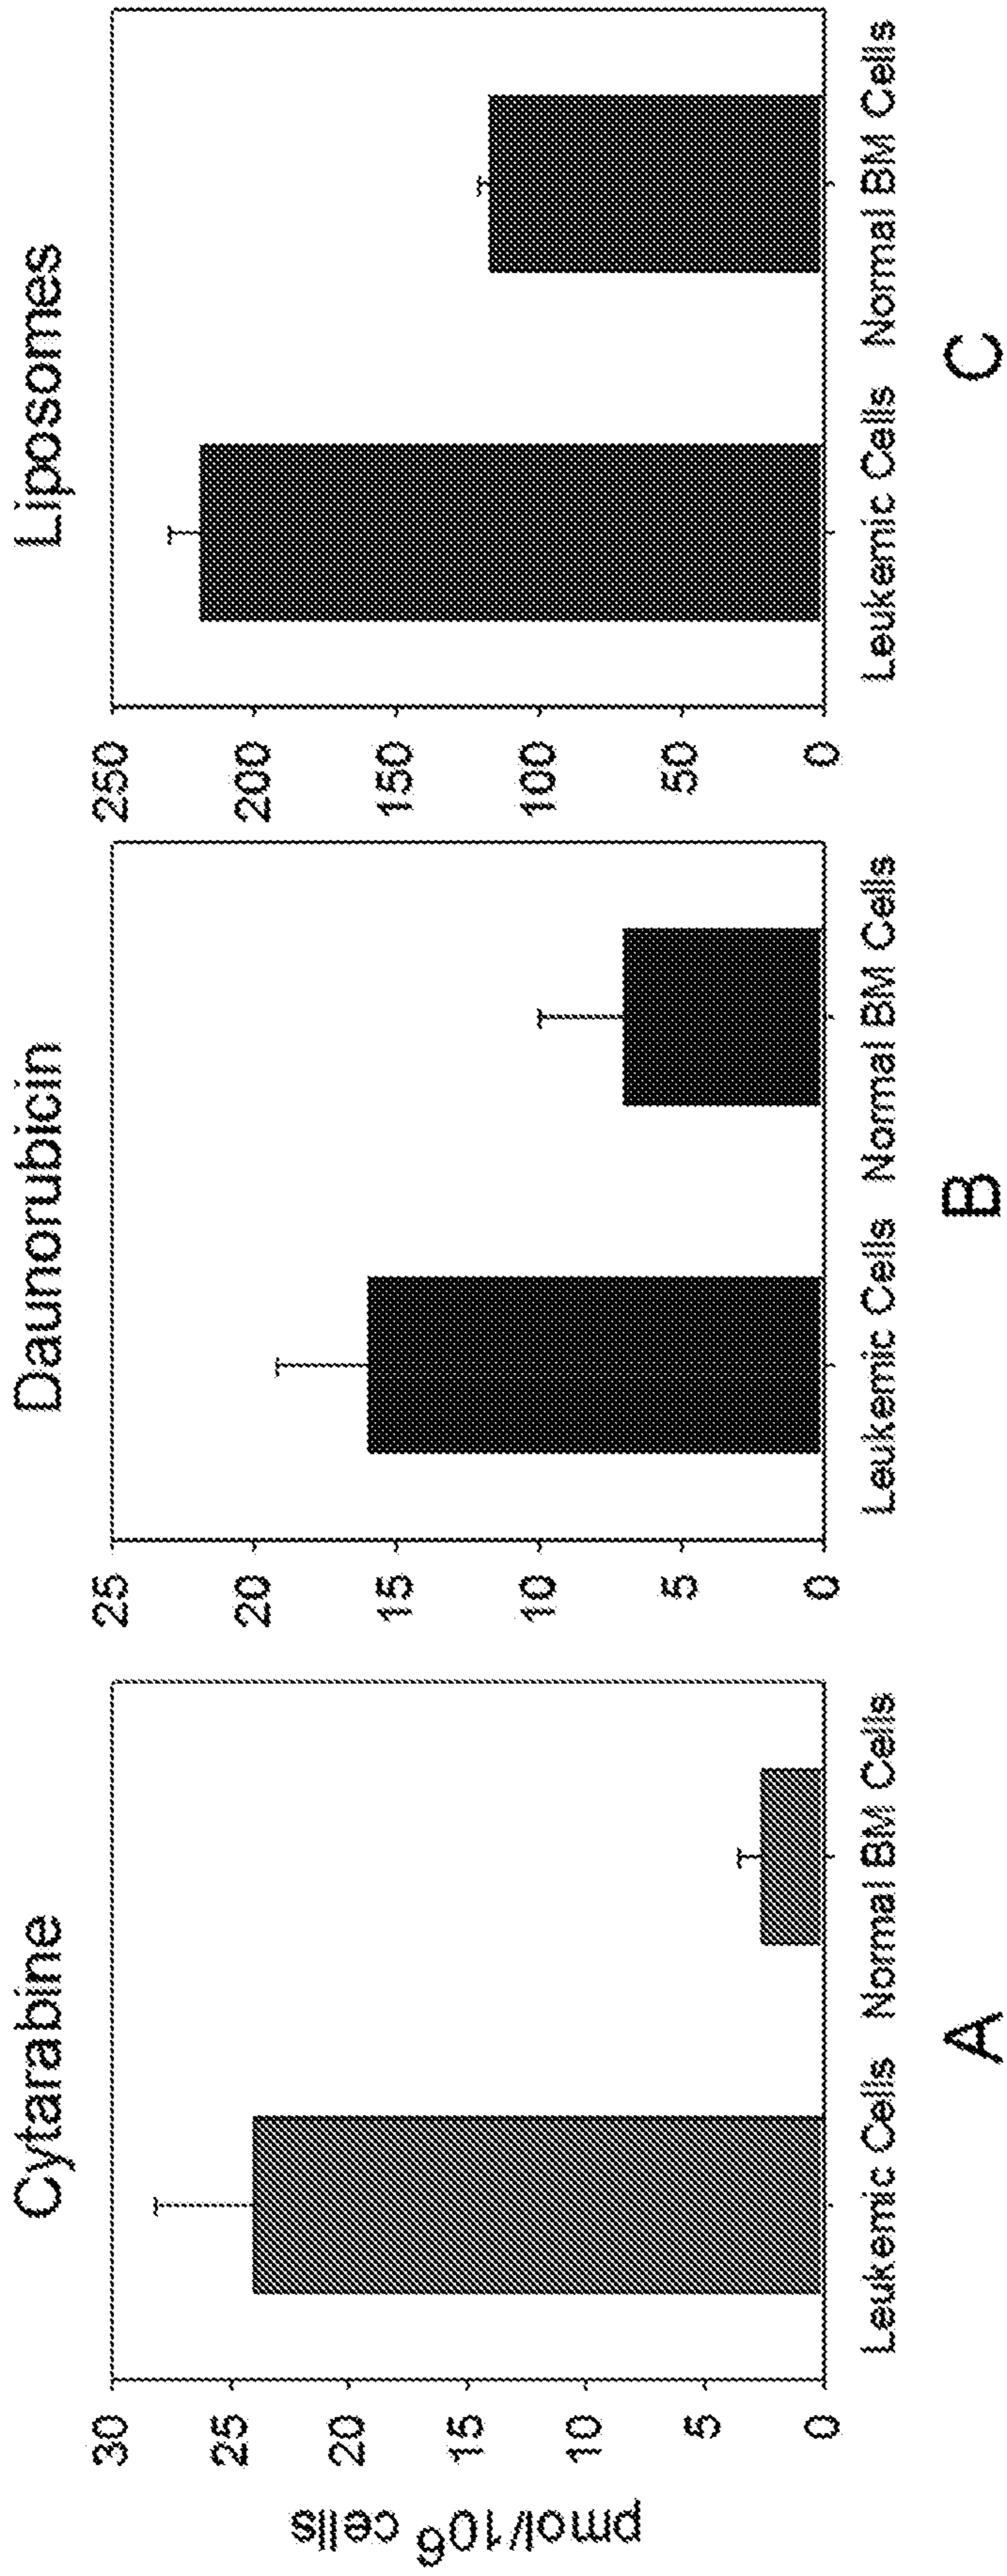 Cytarabine
Daunorubicin
Liposomes
pmol/10⁶ cells
30
25
20
15
10
5
0
Leukemic Cells Normal BM Cells
A
25
20
15
10
5
0
Leukemic Cells Normal BM Cells
B
250
200
150
100
50
0
Leukemic Cells Normal BM Cells
C